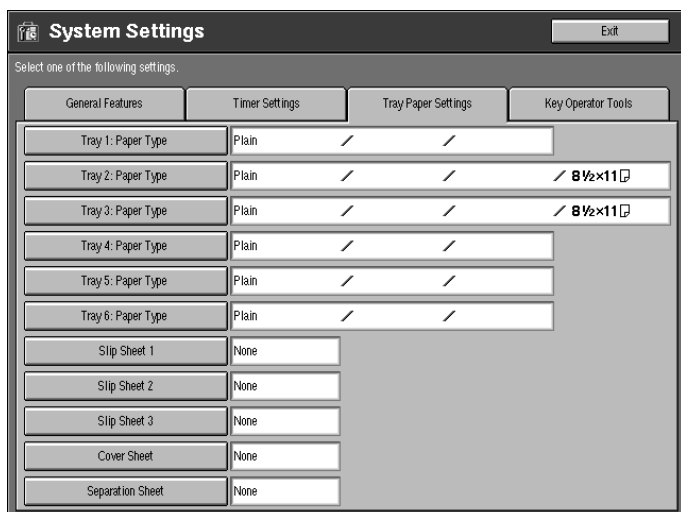 System Settings Exit
Select one of the following settings.
General Features Timer Settings Tray Paper Settings Key Operator Tools
Tray 1: Paper Type Plain / /
Tray 2: Paper Type Plain / / / 8½×11
Tray 3: Paper Type Plain / / / 8½×11
Tray 4: Paper Type Plain / /
Tray 5: Paper Type Plain / /
Tray 6: Paper Type Plain / /
Slip Sheet 1 None
Slip Sheet 2 None
Slip Sheet 3 None
Cover Sheet None
Separation Sheet None